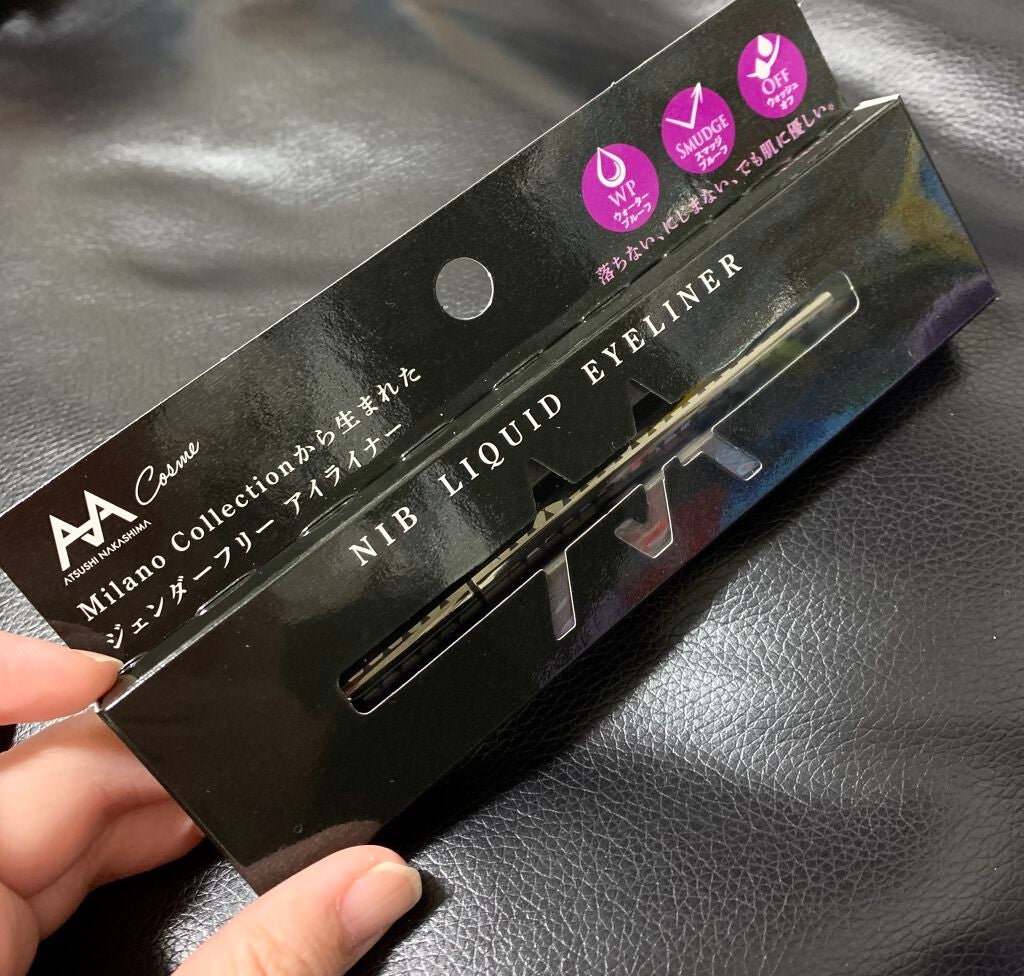 WP
ウォーター
プルーフ
SMUDGE
スマッジ
プルーフ
OFF
ウォッシュ
オフ
落ちない、にじまない、でも肌に優しい。
AA Cosme
ATSUSHI NAKASHIMA
Milano Collectionから生まれた
ジェンダーフリー アイライナー
NIB LIQUID EYELINER